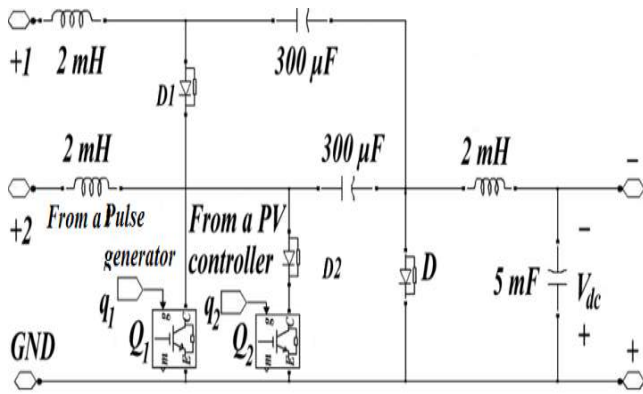 +1 2 mH 300 µF
D1
2 mH 300 µF 2 mH −
+2 From a Pulse generator From a PV controller D2 D 5 mF − Vdc +
q1 q2
g C m E Q1 g C m E Q2
GND +